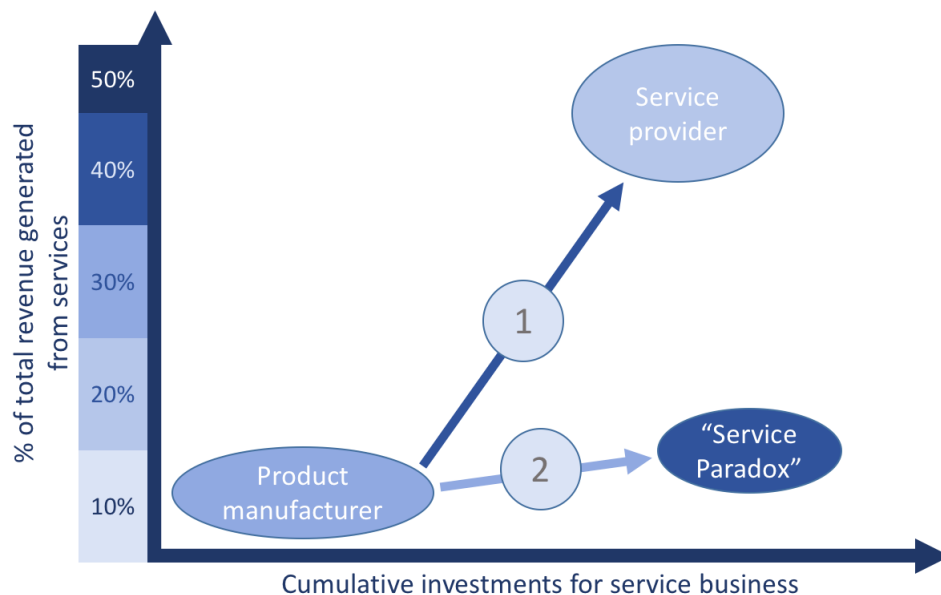 % of total revenue generated
from services
50%
40%
30%
20%
10%
Service
provider
1
2
"Service
Paradox"
Product
manufacturer
Cumulative investments for service business